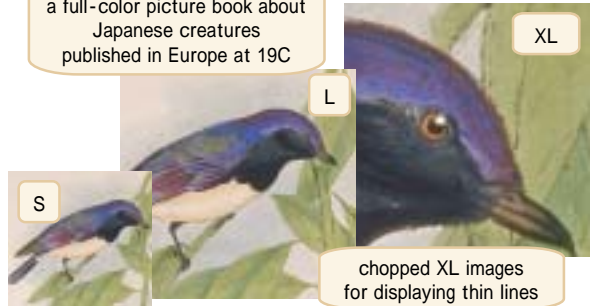 a full-color picture book about
Japanese creatures
published in Europe at 19C
XL
L
S
chopped XL images
for displaying thin lines